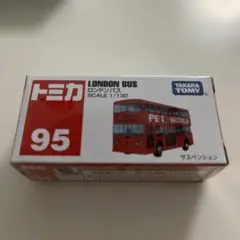 トミカ
95
LONDON BUS
ロンドンバス
SCALE 1/130
TAKARA
TOMY
PET WORLD
サスペンション